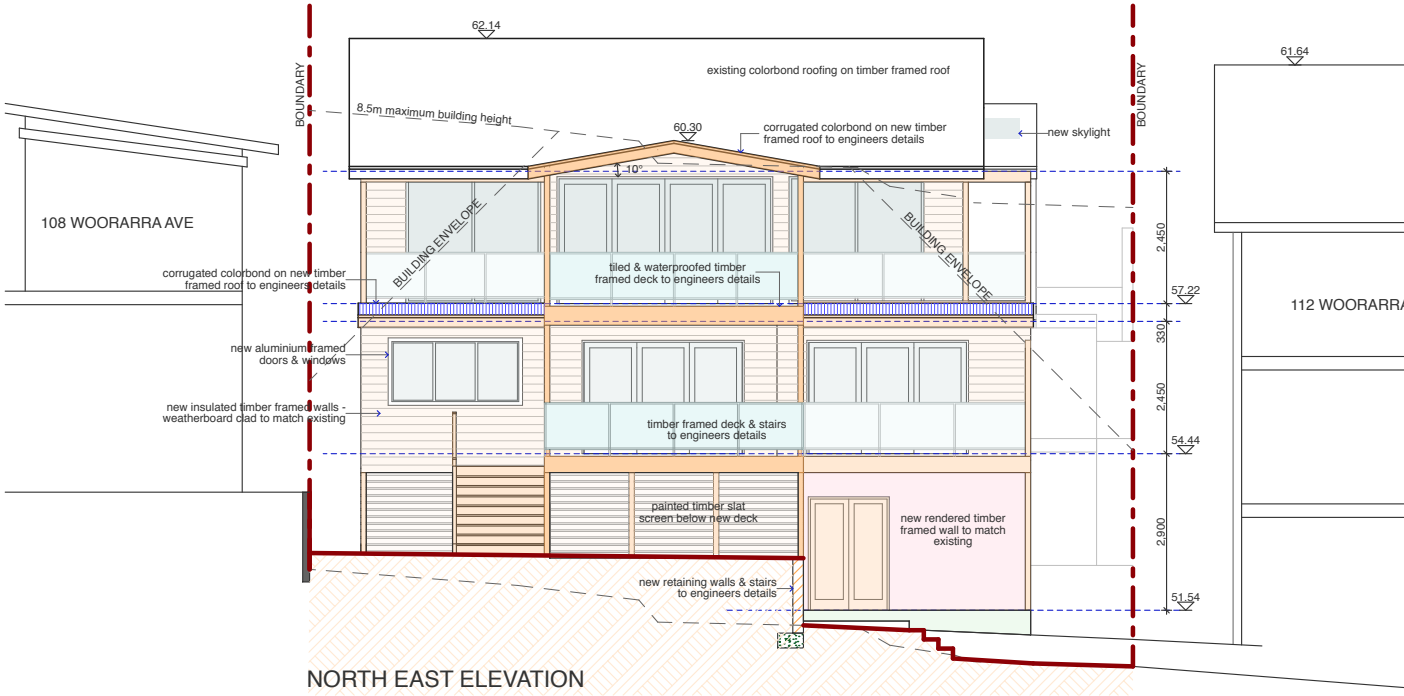 62.14
61.64
BOUNDARY
BOUNDARY
existing colorbond roofing on timber framed roof
8.5m maximum building height
60.30
corrugated colorbond on new timber
framed roof to engineers details
new skylight
10°
108 WOORARRA AVE
BUILDING ENVELOPE
BUILDING ENVELOPE
2,450
corrugated colorbond on new timber
framed roof to engineers details
tiled & waterproofed timber
framed deck to engineers details
57.22
112 WOORARRA
330
new aluminium framed
doors & windows
2,450
new insulated timber framed walls -
weatherboard clad to match existing
timber framed deck & stairs
to engineers details
54.44
painted timber slat
screen below new deck
new rendered timber
framed wall to match
existing
2,900
new retaining walls & stairs
to engineers details
51.54
NORTH EAST ELEVATION